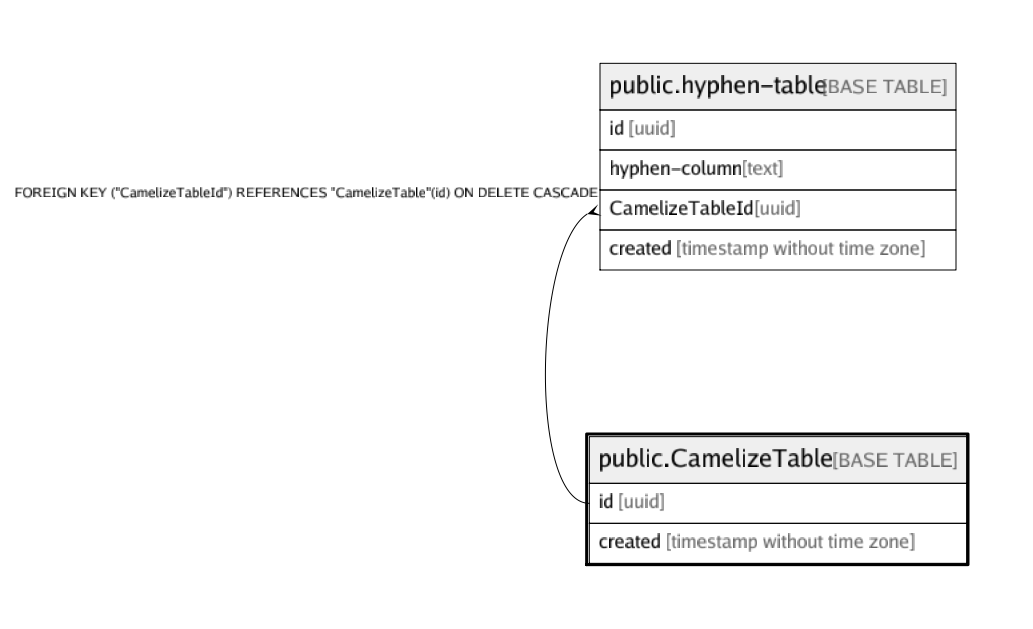 public.hyphen-table [BASE TABLE]
id [uuid]
hyphen-column [text]
FOREIGN KEY ("CamelizeTableId") REFERENCES "CamelizeTable"(id) ON DELETE CASCADE
CamelizeTableId [uuid]
created [timestamp without time zone]
public.CamelizeTable [BASE TABLE]
id [uuid]
created [timestamp without time zone]